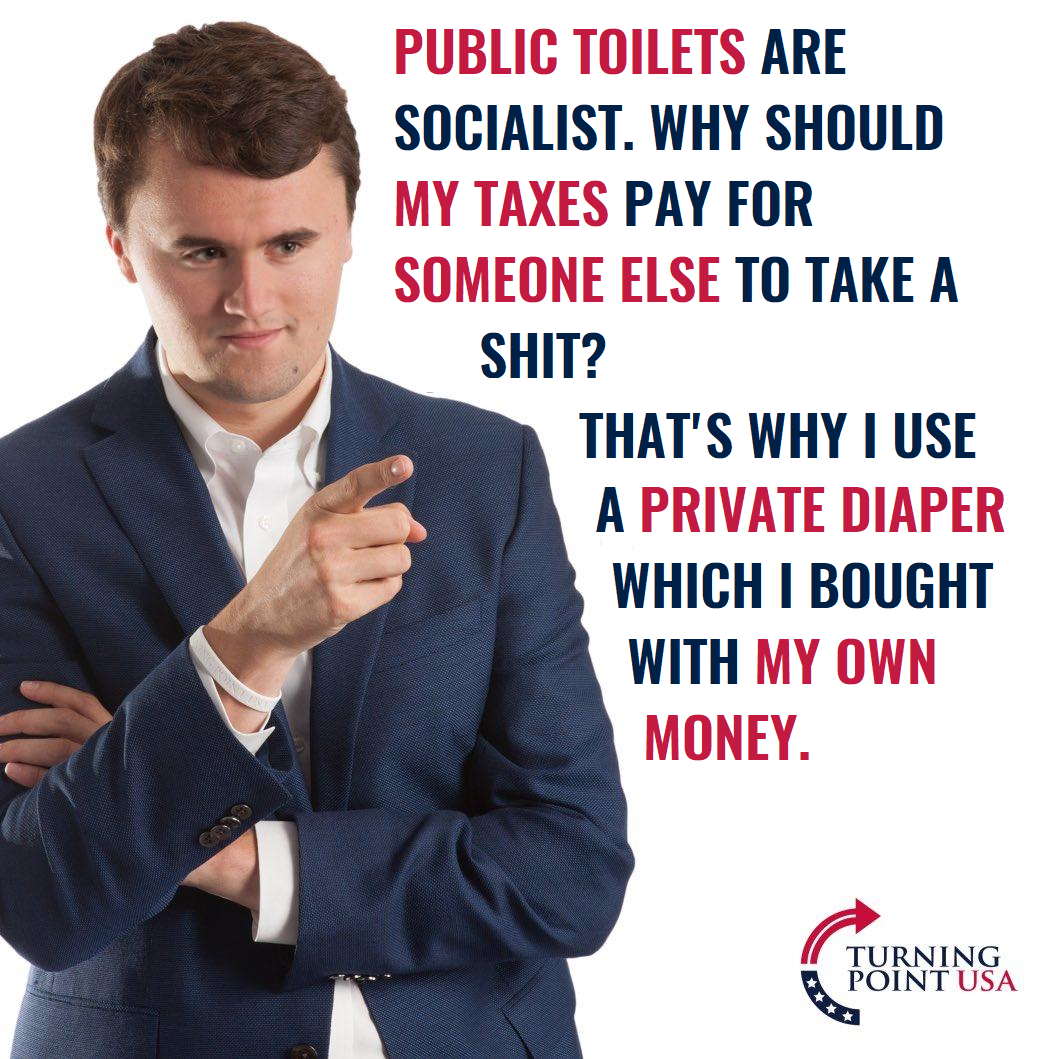 PUBLIC TOILETS ARE
SOCIALIST. WHY SHOULD
MY TAXES PAY FOR
SOMEONE ELSE TO TAKE A
SHIT?
THAT'S WHY I USE
A PRIVATE DIAPER
WHICH I BOUGHT
WITH MY OWN
MONEY.
TURNING
POINT USA